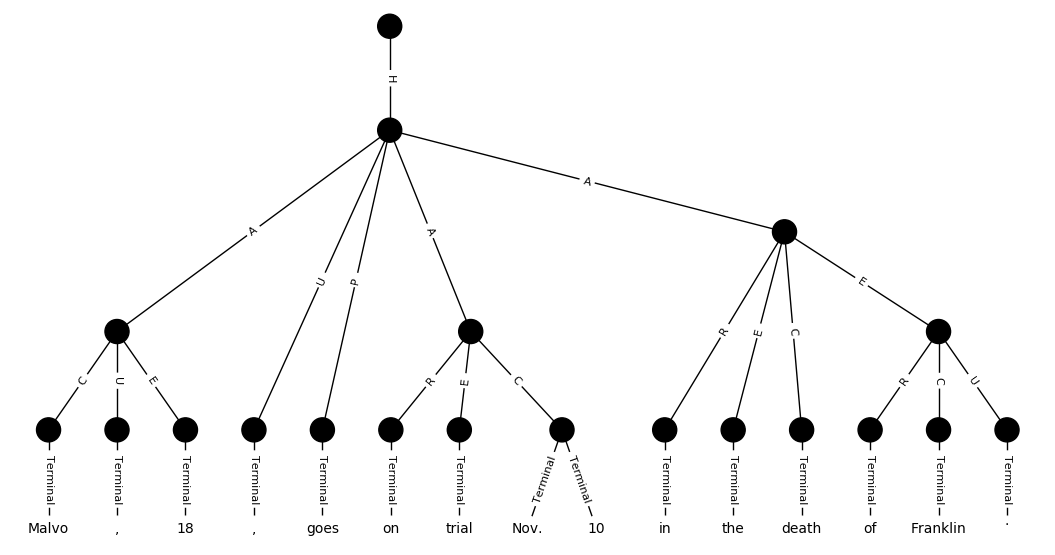 H
A
A
U
P
A
E
R
E
C
C
U
E
R
E
C
R
C
U
Terminal Terminal Terminal Terminal Terminal Terminal Terminal Terminal Terminal Terminal Terminal Terminal Terminal Terminal Terminal
Malvo , 18 , goes on trial Nov. 10 in the death of Franklin .